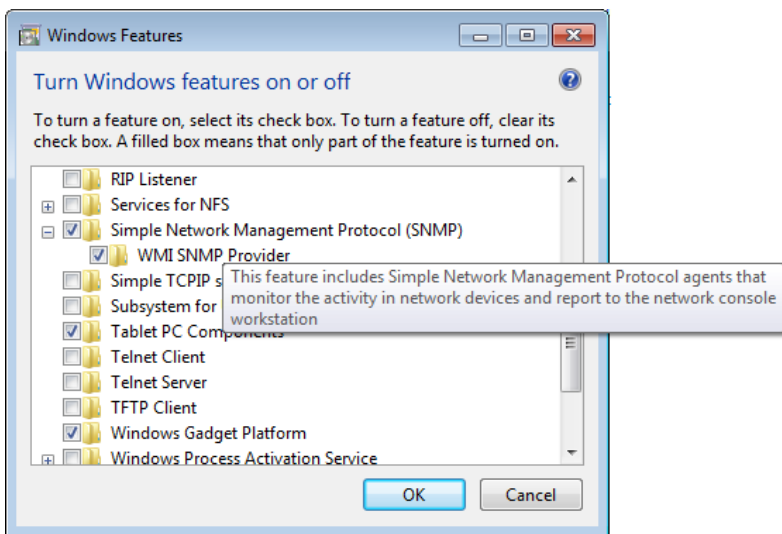 Windows Features
Turn Windows features on or off
To turn a feature on, select its check box. To turn a feature off, clear its
check box. A filled box means that only part of the feature is turned on.
RIP Listener
Services for NFS
Simple Network Management Protocol (SNMP)
WMI SNMP Provider
Simple TCPIP s
This feature includes Simple Network Management Protocol agents that
monitor the activity in network devices and report to the network console
workstation
Subsystem for
Tablet PC Components
Telnet Client
Telnet Server
TFTP Client
Windows Gadget Platform
Windows Process Activation Service
OK
Cancel